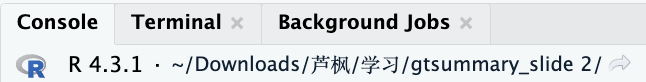 Console Terminal × Background Jobs ×
R R 4.3.1 · ~/Downloads/芦枫/学习/gtsummary_slide 2/